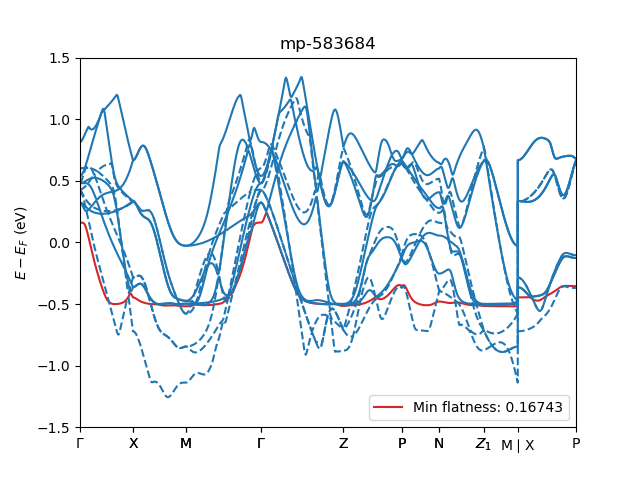 mp-583684
E − E_F (eV)
1.5
1.0
0.5
0.0
−0.5
−1.0
−1.5
Min flatness: 0.16743
Γ X M Γ Z P N Z₁ M | X P